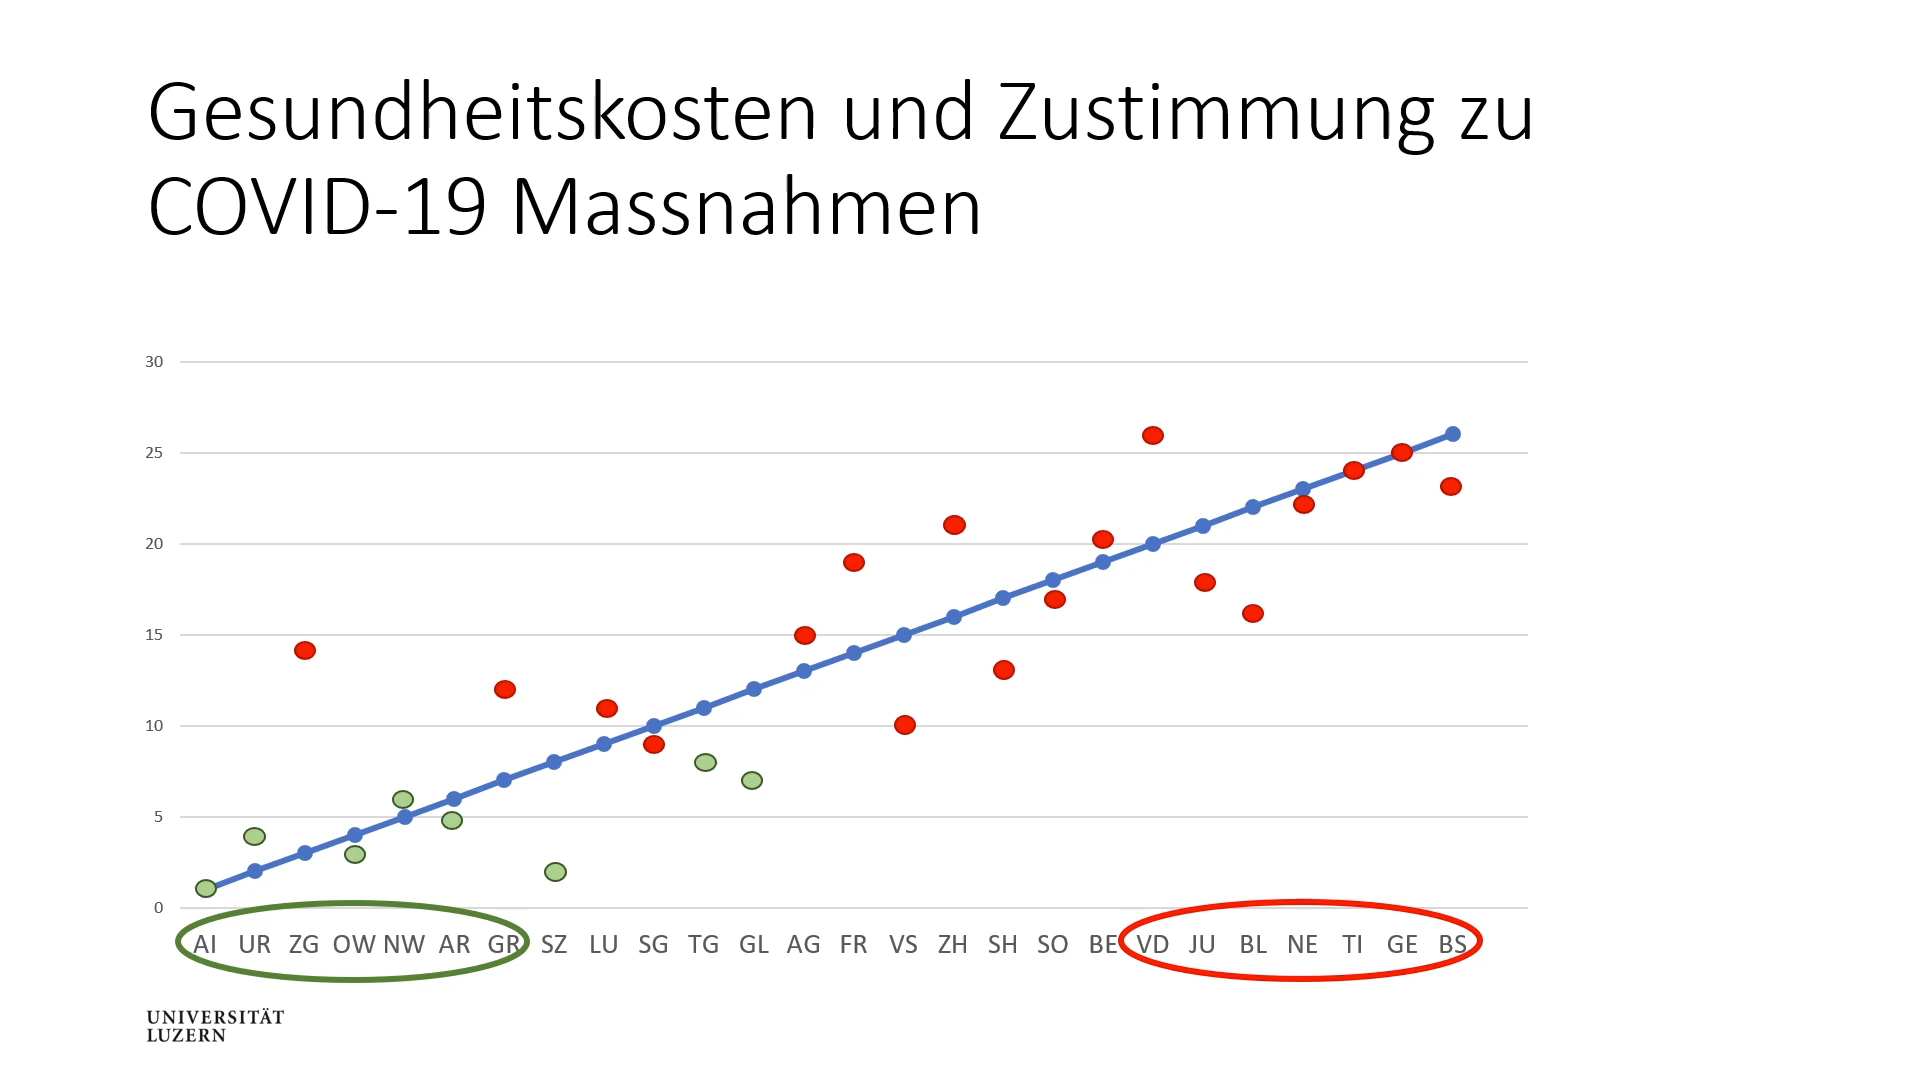 Gesundheitskosten und Zustimmung zu
COVID-19 Massnahmen
30
25
20
15
10
5
0
AI UR ZG OW NW AR GR SZ LU SG TG GL AG FR VS ZH SH SO BE VD JU BL NE TI GE BS
UNIVERSITÄT
LUZERN